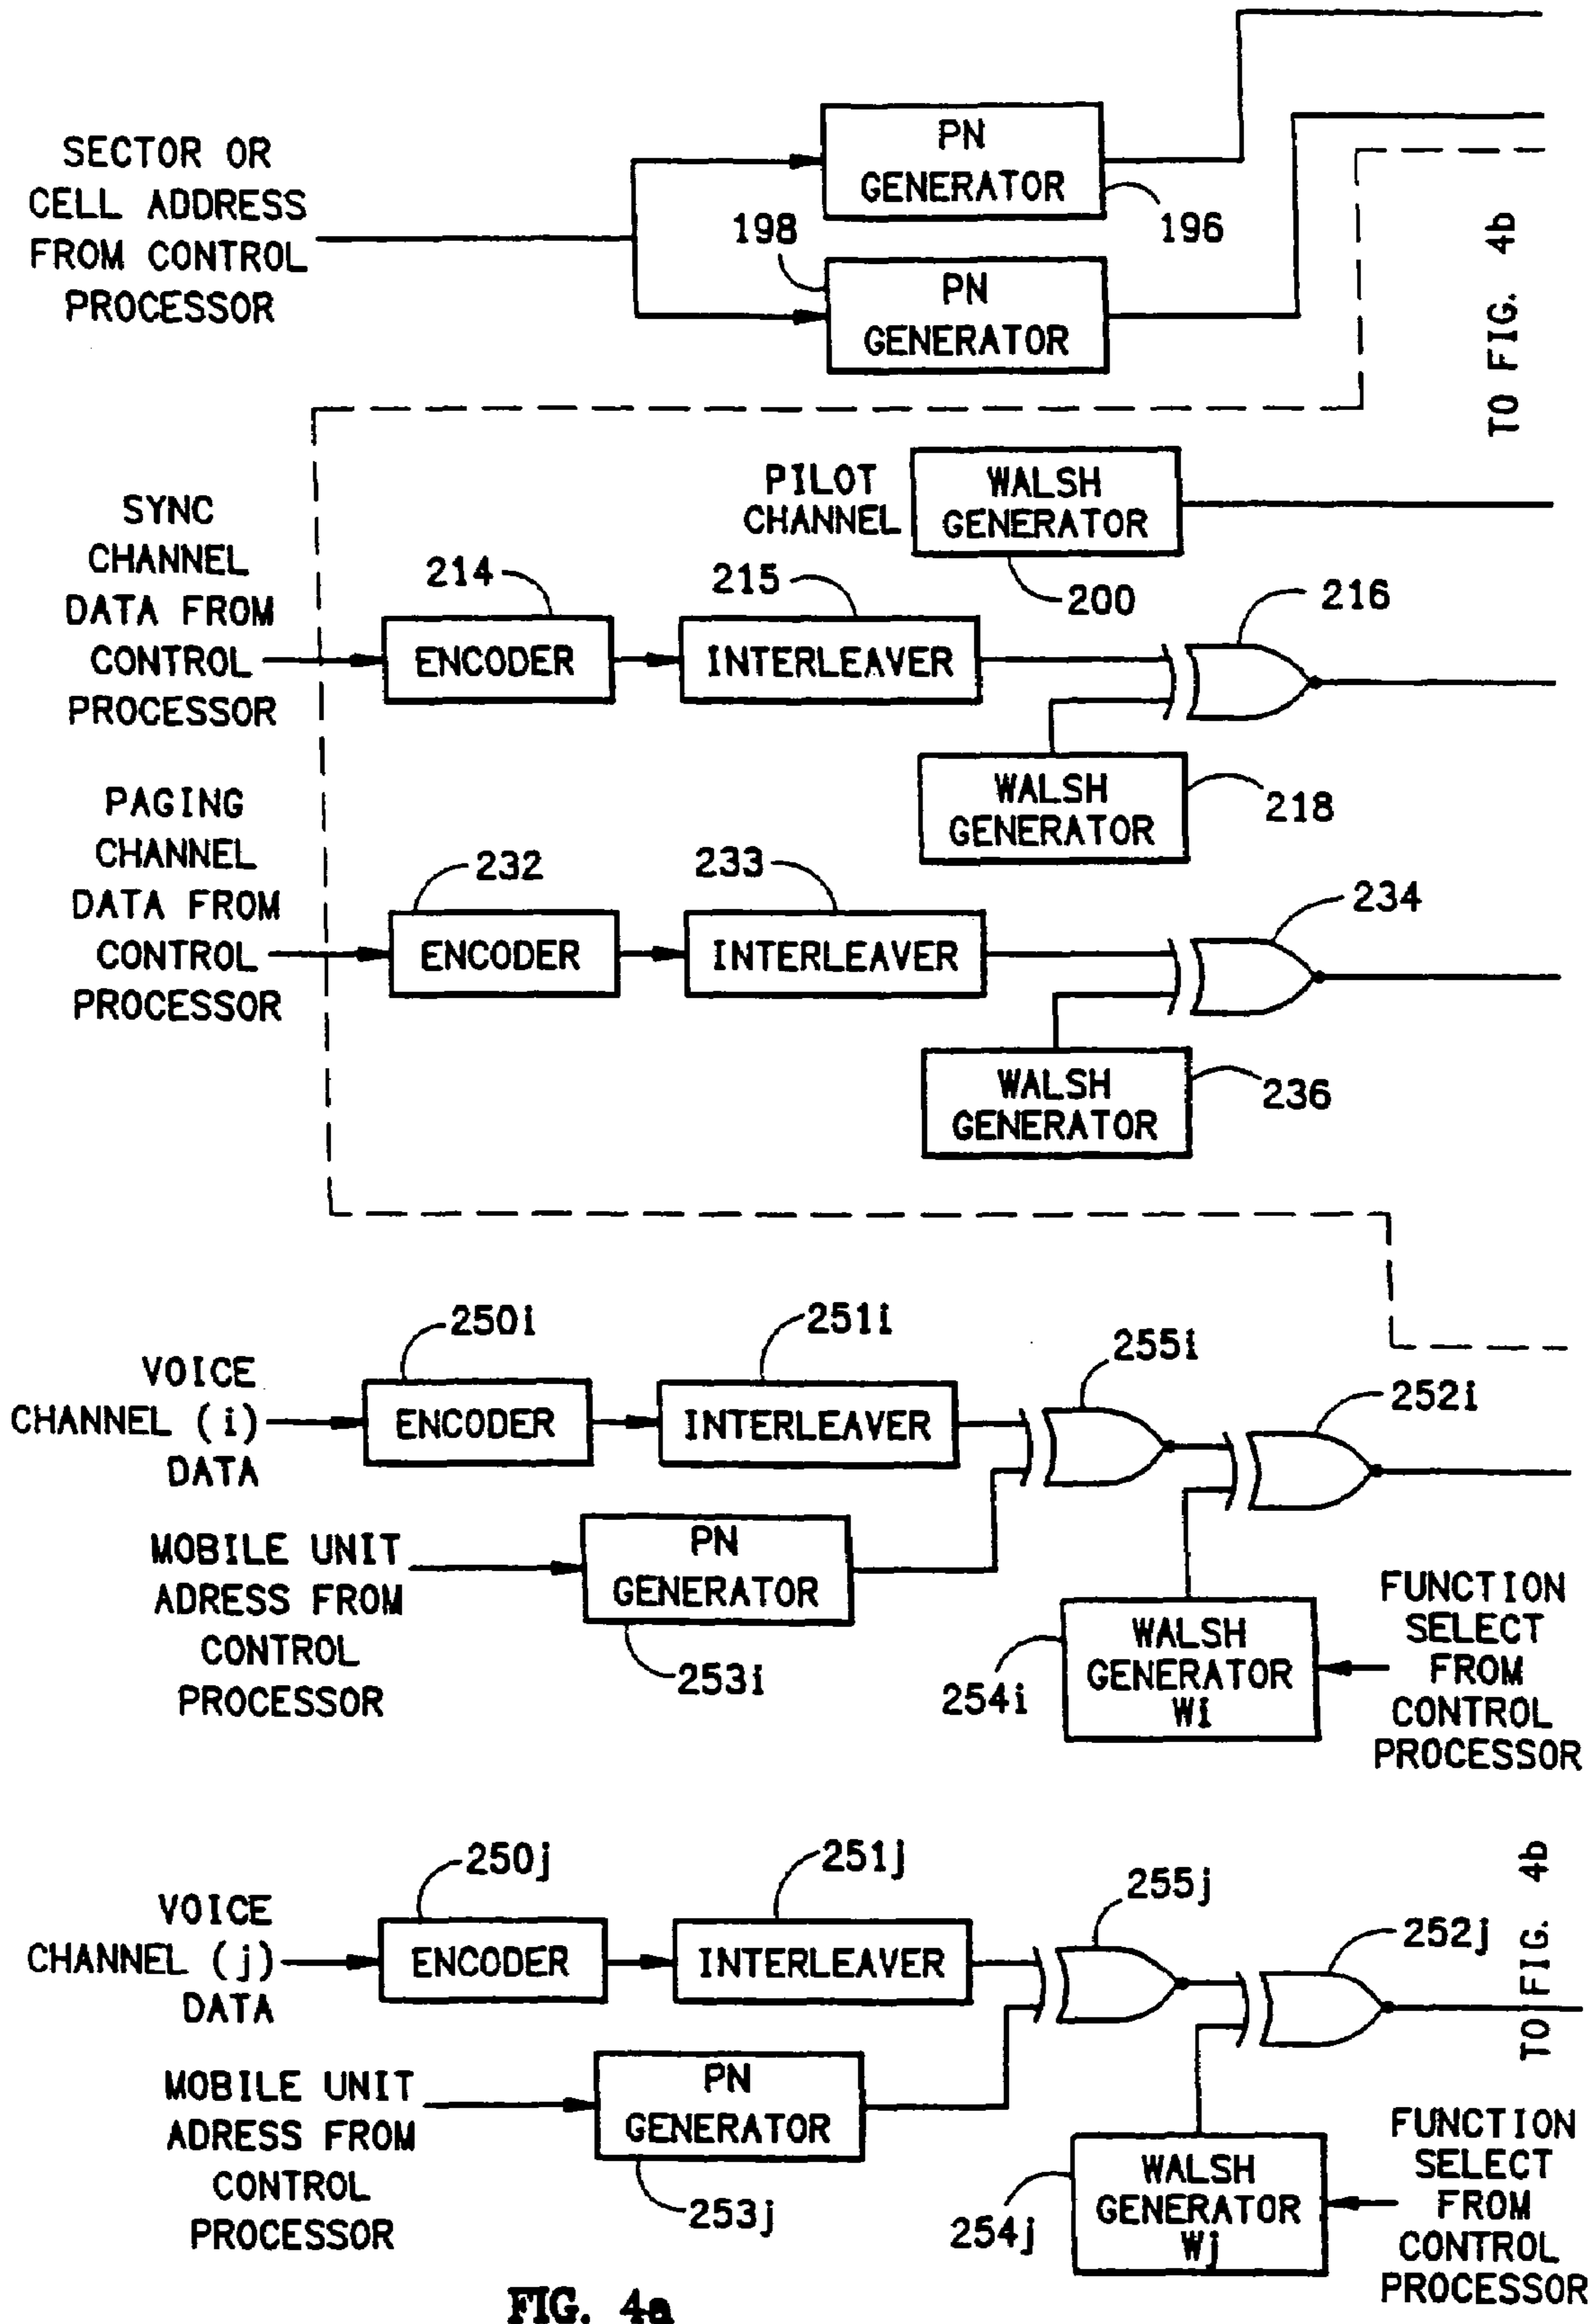 SECTOR OR
CELL ADDRESS
FROM CONTROL
PROCESSOR
PN
GENERATOR
196
198
PN
GENERATOR
TO FIG. 4b
PILOT
CHANNEL
WALSH
GENERATOR
200
SYNC
CHANNEL
DATA FROM
CONTROL
PROCESSOR
214
ENCODER
215
INTERLEAVER
216
WALSH
GENERATOR
218
PAGING
CHANNEL
DATA FROM
CONTROL
PROCESSOR
232
ENCODER
233
INTERLEAVER
234
WALSH
GENERATOR
236
VOICE
CHANNEL (i)
DATA
250i
ENCODER
251i
INTERLEAVER
255i
252i
MOBILE UNIT
ADRESS FROM
CONTROL
PROCESSOR
PN
GENERATOR
253i
254i
WALSH
GENERATOR
Wi
FUNCTION
SELECT
FROM
CONTROL
PROCESSOR
VOICE
CHANNEL (j)
DATA
250j
ENCODER
251j
INTERLEAVER
255j
252j
TO FIG. 4b
MOBILE UNIT
ADRESS FROM
CONTROL
PROCESSOR
PN
GENERATOR
253j
254j
WALSH
GENERATOR
Wj
FUNCTION
SELECT
FROM
CONTROL
PROCESSOR
FIG. 4a